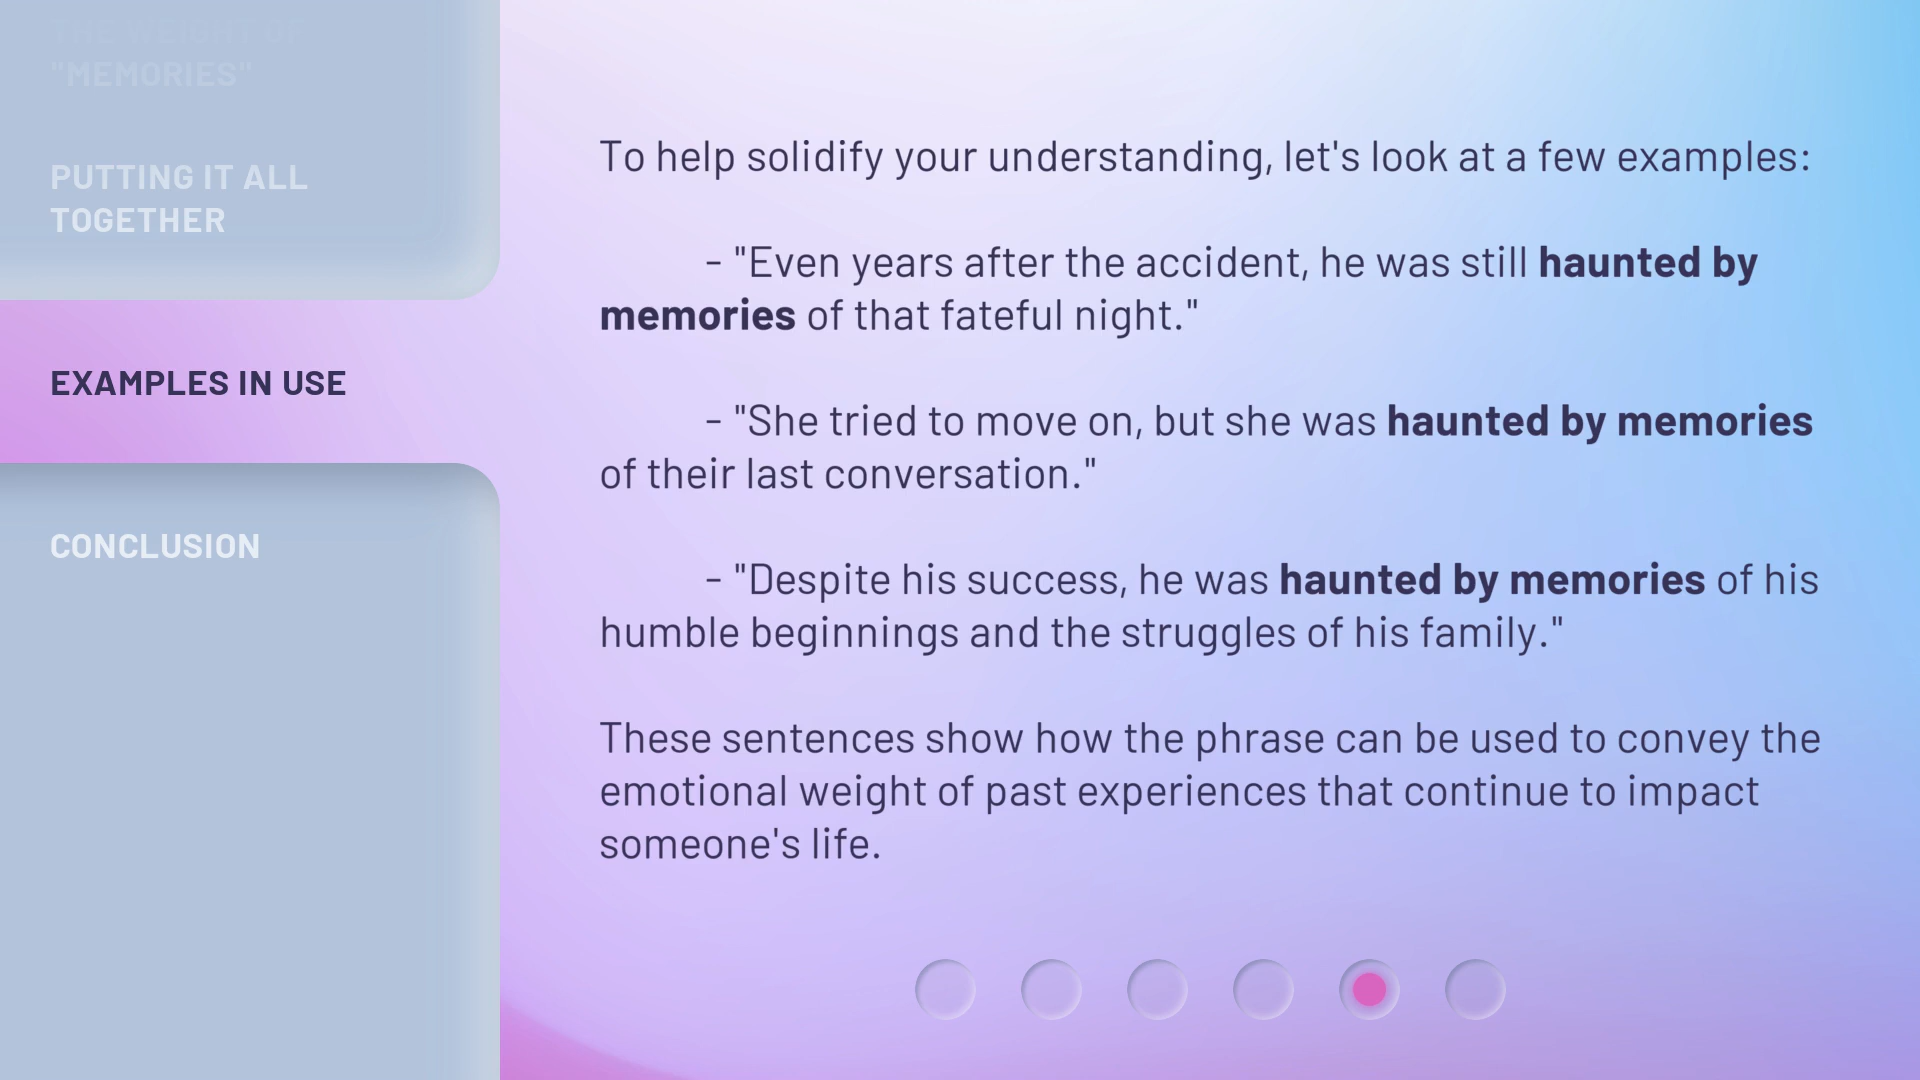 THE WEIGHT OF
"MEMORIES"
PUTTING IT ALL
TOGETHER
EXAMPLES IN USE
CONCLUSION
To help solidify your understanding, let's look at a few examples:
- "Even years after the accident, he was still haunted by
memories of that fateful night."
- "She tried to move on, but she was haunted by memories
of their last conversation."
- "Despite his success, he was haunted by memories of his
humble beginnings and the struggles of his family."
These sentences show how the phrase can be used to convey the
emotional weight of past experiences that continue to impact
someone's life.